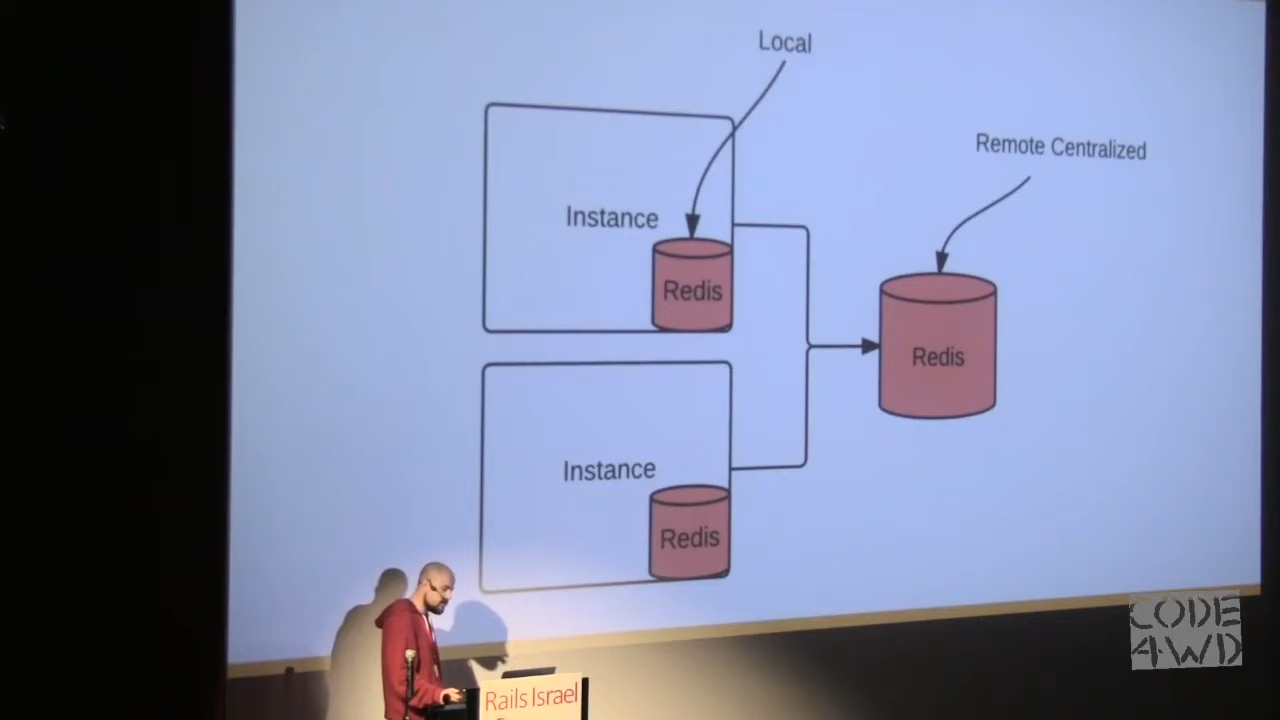 Local
Remote Centralized
Instance
Redis
Redis
Instance
Redis
CODE
4WD
Rails Israel